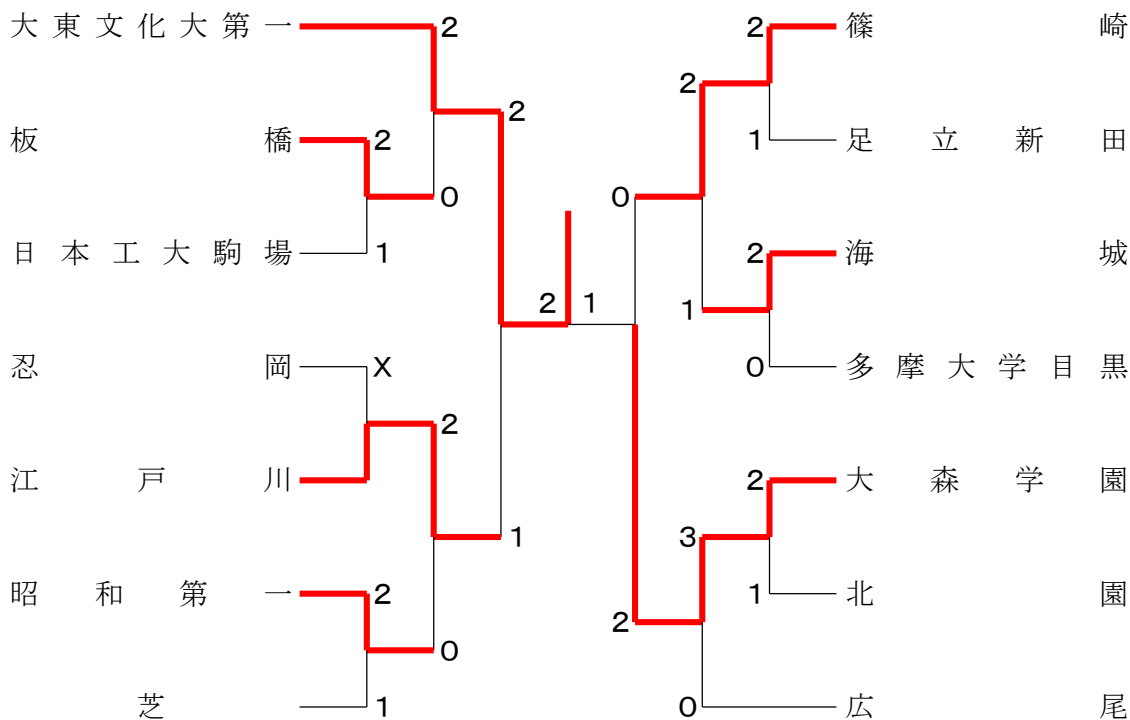 大東文化大第一 2 2 篠崎
2
2
板橋 2 1 足立新田
0 0
日本工大駒場 1 2 海城
2 1 1
忍岡 X 0 多摩大学目黒
2
江戸川 2 大森学園
1 3
昭和第一 2 1 北園
2
0
芝 1 0 広尾